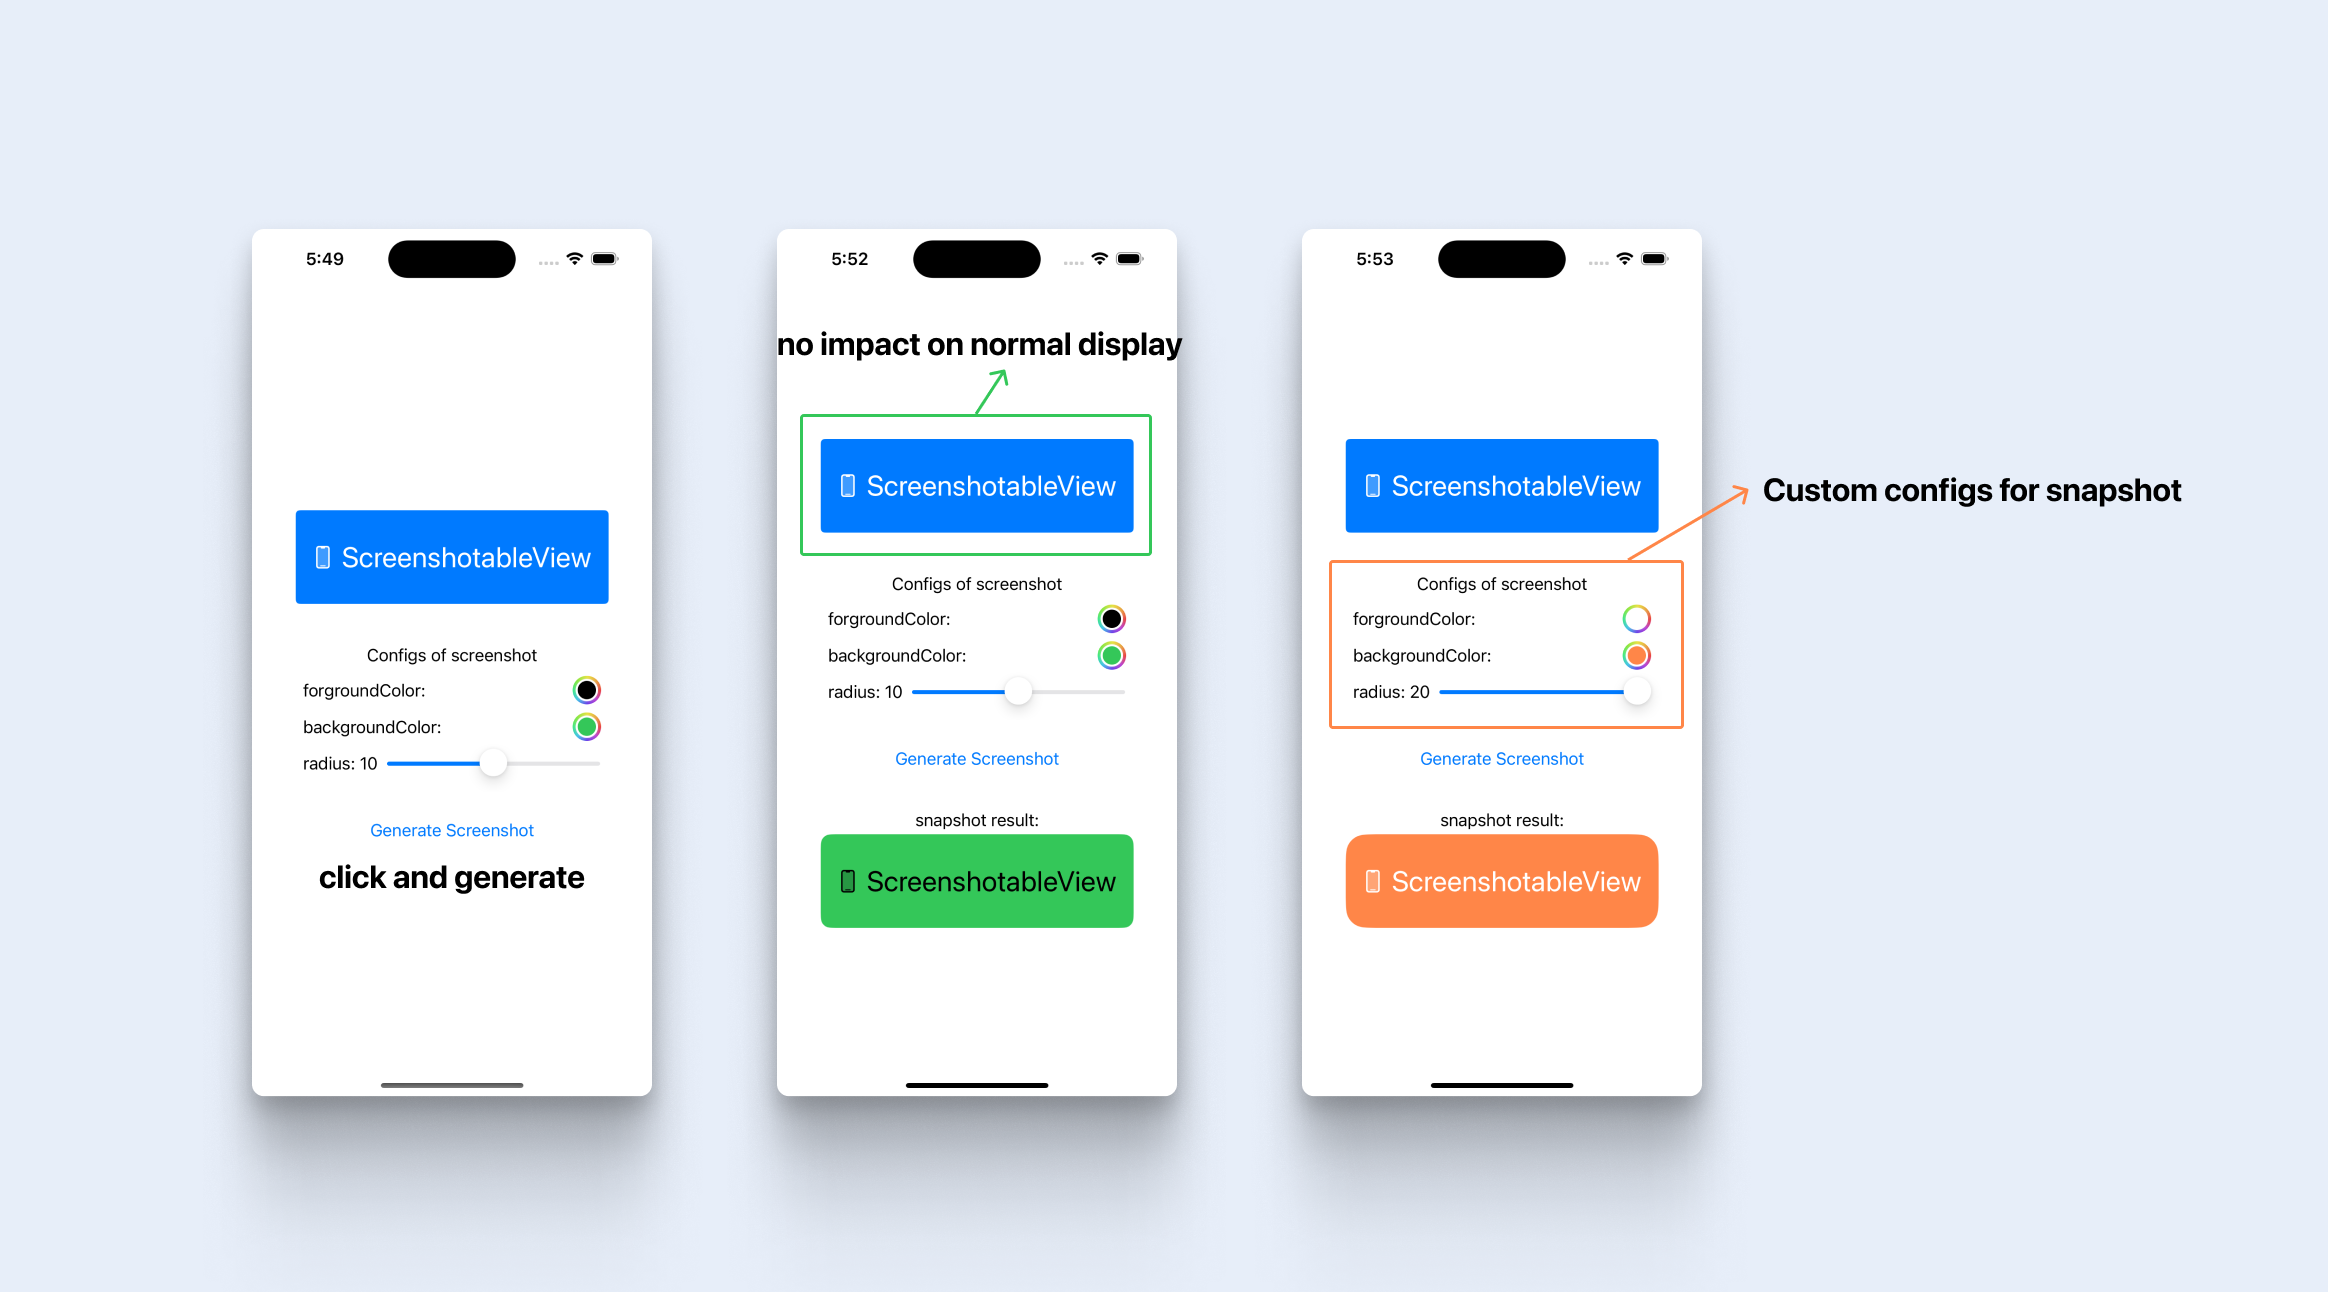 5:49
ScreenshotableView
Configs of screenshot
forgroundColor:
backgroundColor:
radius: 10
Generate Screenshot
click and generate
5:52
no impact on normal display
ScreenshotableView
Configs of screenshot
forgroundColor:
backgroundColor:
radius: 10
Generate Screenshot
snapshot result:
ScreenshotableView
5:53
ScreenshotableView
Custom configs for snapshot
Configs of screenshot
forgroundColor:
backgroundColor:
radius: 20
Generate Screenshot
snapshot result:
ScreenshotableView